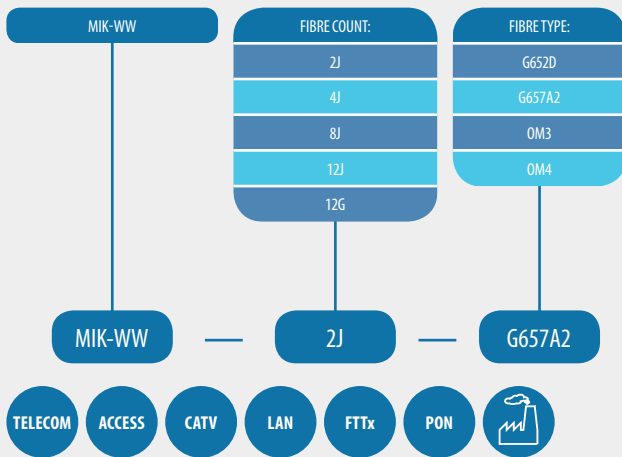 MIK-WW
FIBRE COUNT:
2J
4J
8J
12J
12G
FIBRE TYPE:
G652D
G657A2
OM3
OM4
MIK-WW — 2J — G657A2
TELECOM ACCESS CATV LAN FTTx PON